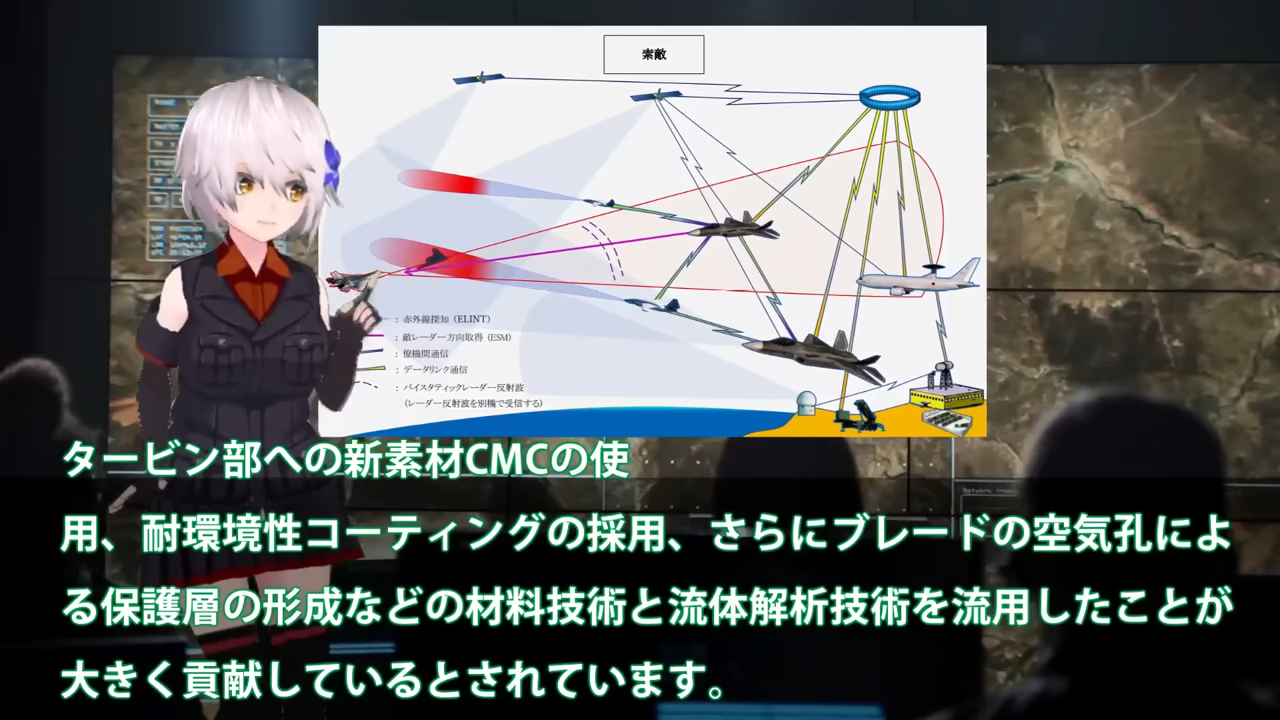 索敵
：赤外線探知（ELINT）
：敵レーダー方向取得（ESM）
：僚機間通信
：データリンク通信
：バイスタティックレーダー反射波
（レーダー反射波を別機で受信する）
タービン部への新素材CMCの使
用、耐環境性コーティングの採用、さらにブレードの空気孔によ
る保護層の形成などの材料技術と流体解析技術を流用したことが
大きく貢献しているとされています。